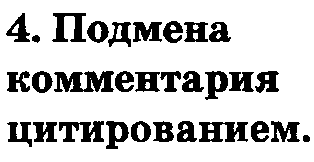 4. Подмена
комментария
цитированием.